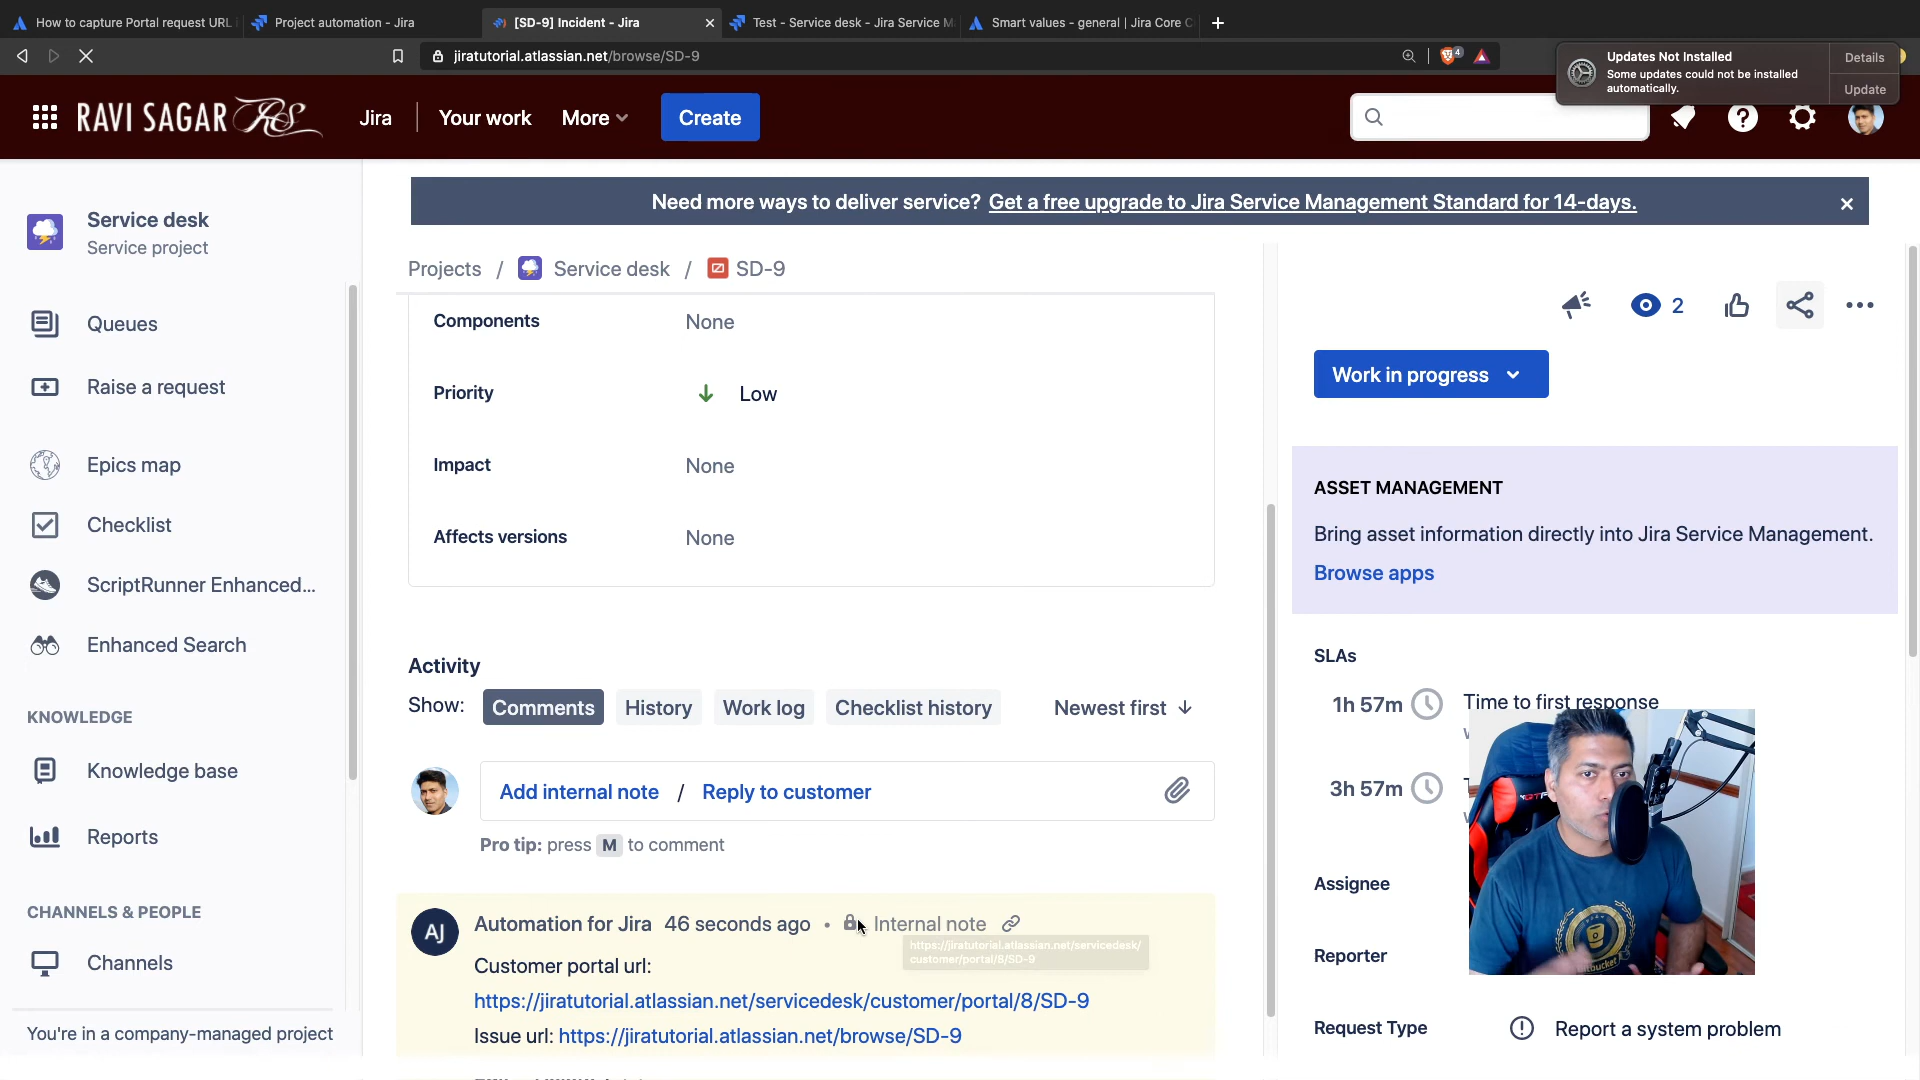 How to capture Portal request URL
Project automation - Jira
[SD-9] Incident - Jira
Test - Service desk - Jira Service M
Smart values - general | Jira Core C
jiratutorial.atlassian.net/browse/SD-9
4
Updates Not Installed
Some updates could not be installed
automatically.
Details
Update
RAVI SAGAR RS
Jira
Your work
More
Create
Service desk
Service project
Queues
Raise a request
Epics map
Checklist
ScriptRunner Enhanced...
Enhanced Search
KNOWLEDGE
Knowledge base
Reports
CHANNELS & PEOPLE
Channels
You're in a company-managed project
Need more ways to deliver service? Get a free upgrade to Jira Service Management Standard for 14-days.
Projects / Service desk / SD-9
Components None
Priority Low
Impact None
Affects versions None
Activity
Show: Comments History Work log Checklist history Newest first
Add internal note / Reply to customer
Pro tip: press M to comment
AJ
Automation for Jira 46 seconds ago • Internal note
https://jiratutorial.atlassian.net/servicedesk/
customer/portal/8/SD-9
Customer portal url:
https://jiratutorial.atlassian.net/servicedesk/customer/portal/8/SD-9
Issue url: https://jiratutorial.atlassian.net/browse/SD-9
2
Work in progress
ASSET MANAGEMENT
Bring asset information directly into Jira Service Management.
Browse apps
SLAs
1h 57m Time to first response
3h 57m
Assignee
Reporter
Request Type Report a system problem